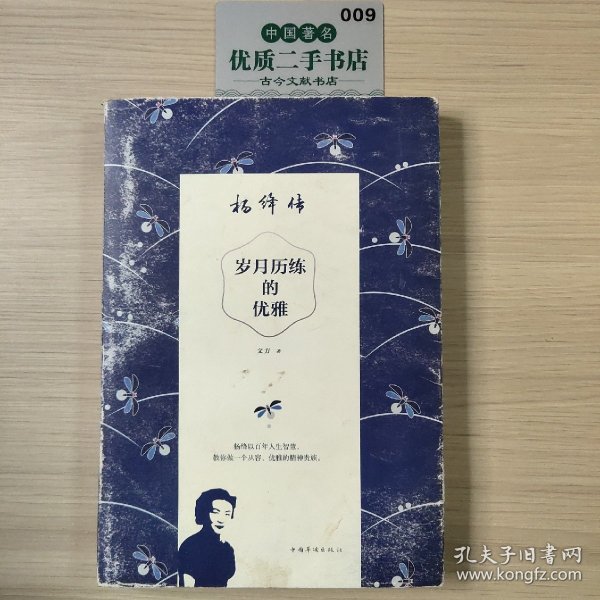 009
中国著名
优质二手书店
古今文献书店
杨绛传
岁月历练
的
优雅
文君 著
杨绛以百年人生智慧,
教你做一个从容、优雅的精神贵族。
中国华侨出版社
孔夫子旧书网
www.kongfz.com